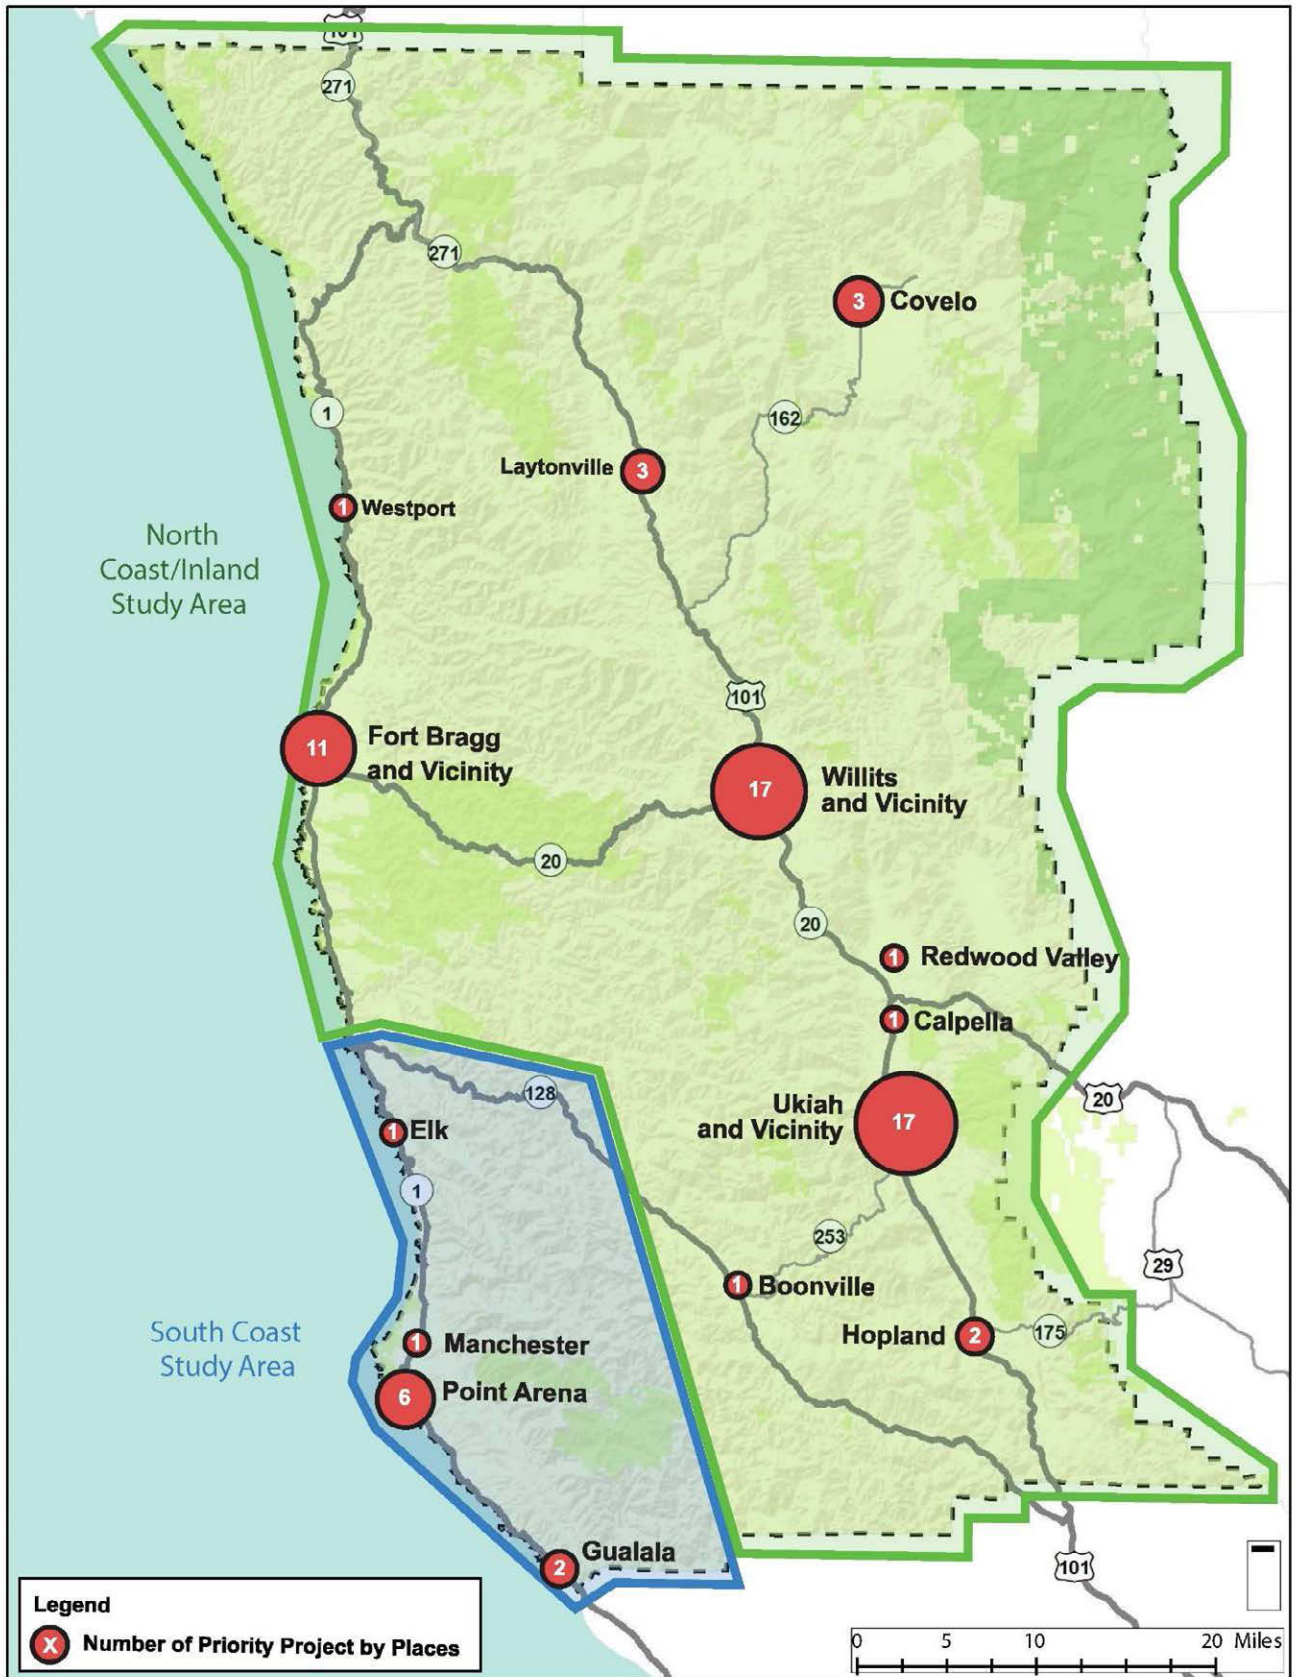 101
271
271
3 Covelo
162
1
Laytonville 3
1 Westport
North
Coast/Inland
Study Area
101
11
Fort Bragg
and Vicinity
17
Willits
and Vicinity
20
20
1 Redwood Valley
1 Calpella
128
20
Ukiah
and Vicinity
17
1 Elk
1
253
29
1 Boonville
South Coast
Study Area
Hopland 2
175
1 Manchester
6 Point Arena
2 Gualala
101
Legend
X Number of Priority Project by Places
0 5 10 20 Miles